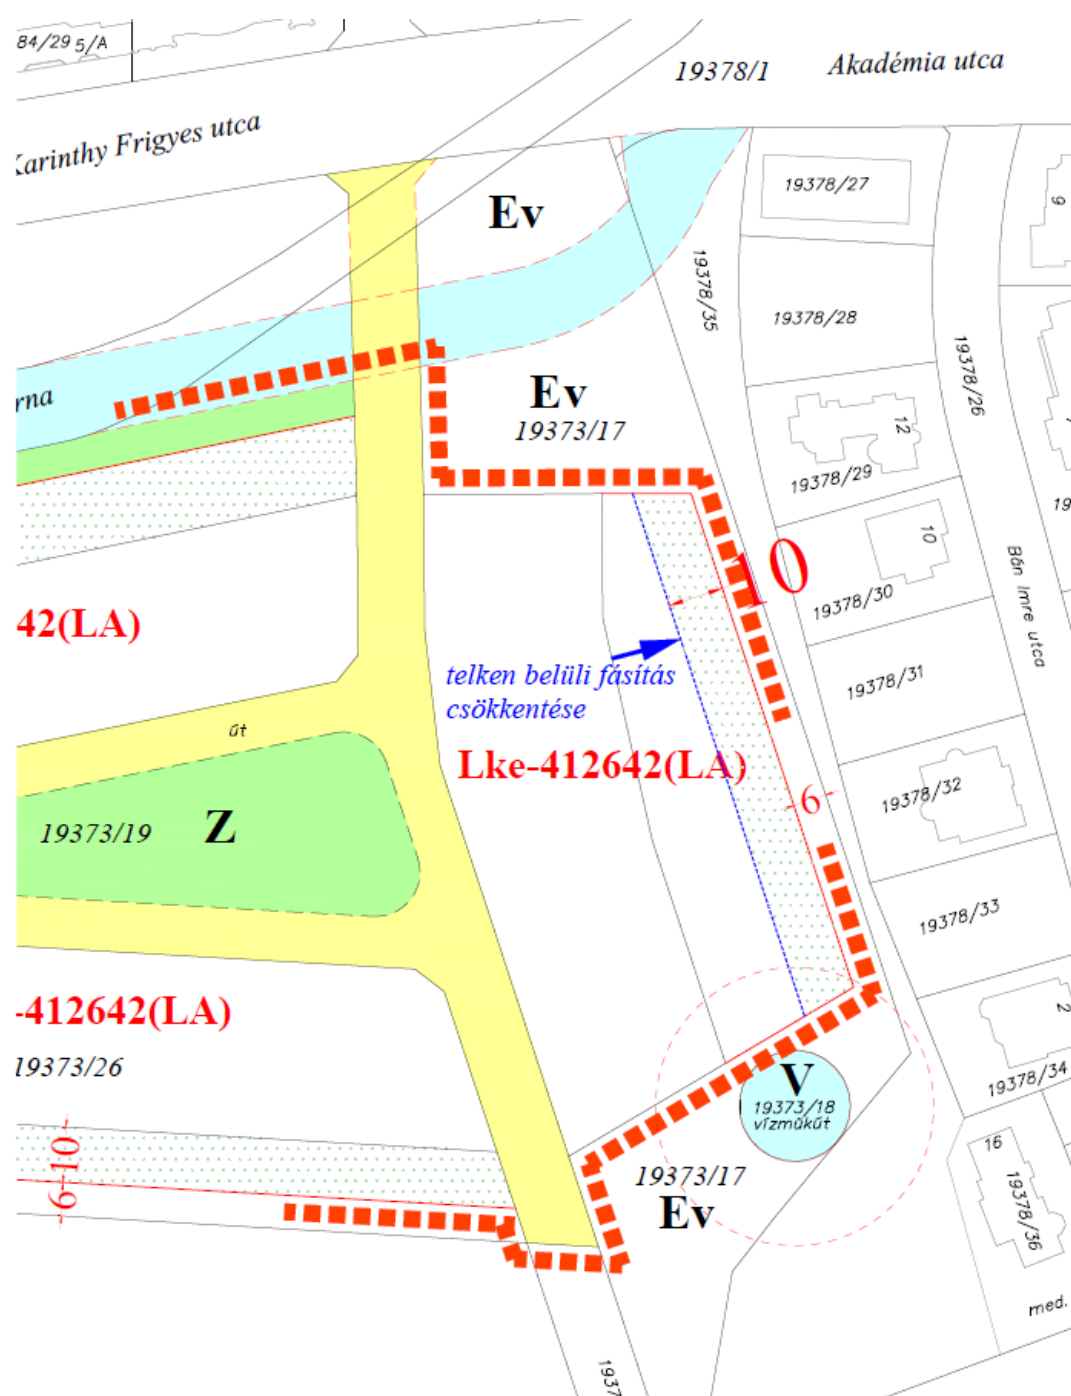 84/29 5/A
19378/1
Akadémia utca
Karinthy Frigyes utca
19378/27
9
Ev
19378/35
19378/28
19378/26
Ev
19373/17
rna
12
19378/29
19
10
10
19378/30
Bán Imre utca
42(LA)
telken belüli fásítás
csökkentése
19378/31
út
Lke-412642(LA)
6
19378/32
19373/19
Z
19378/33
-412642(LA)
2
19373/26
V
19373/18
vízműkút
19378/34
10
6
16
19373/17
Ev
19378/36
med.
1937